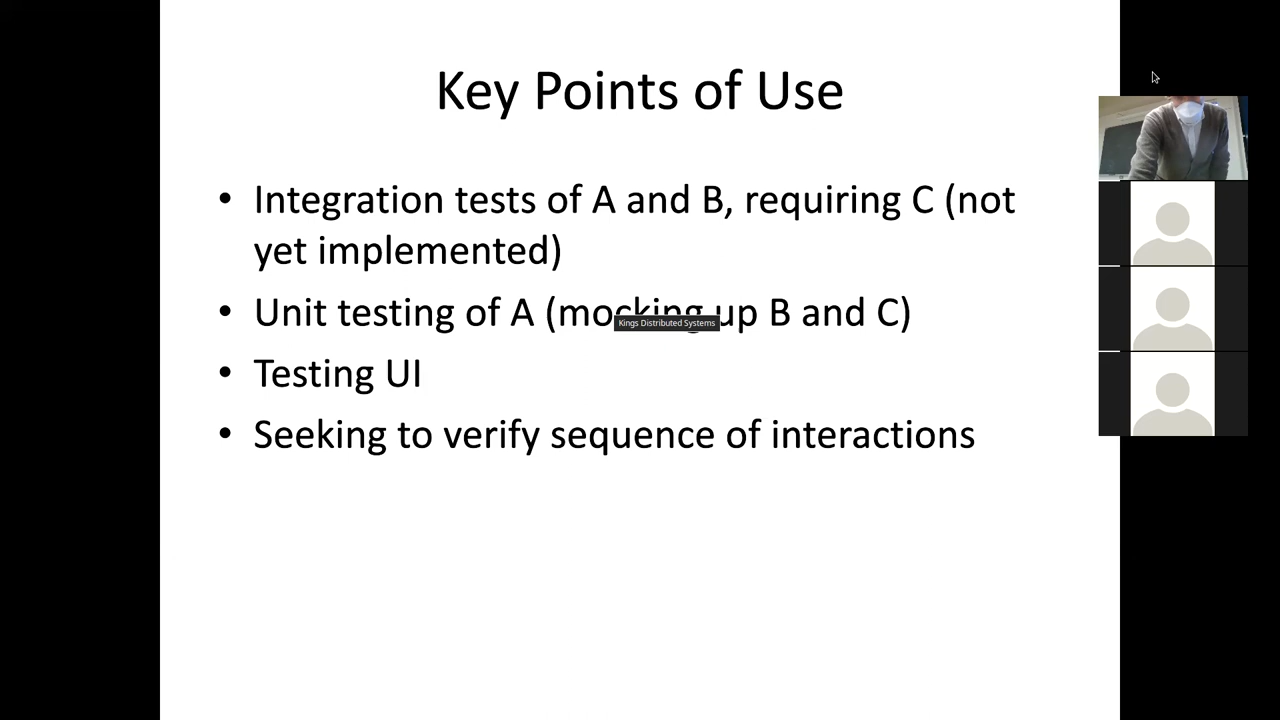 Key Points of Use
• Integration tests of A and B, requiring C (not
yet implemented)
• Unit testing of A (mocking up B and C)
Kings Distributed Systems
• Testing UI
• Seeking to verify sequence of interactions